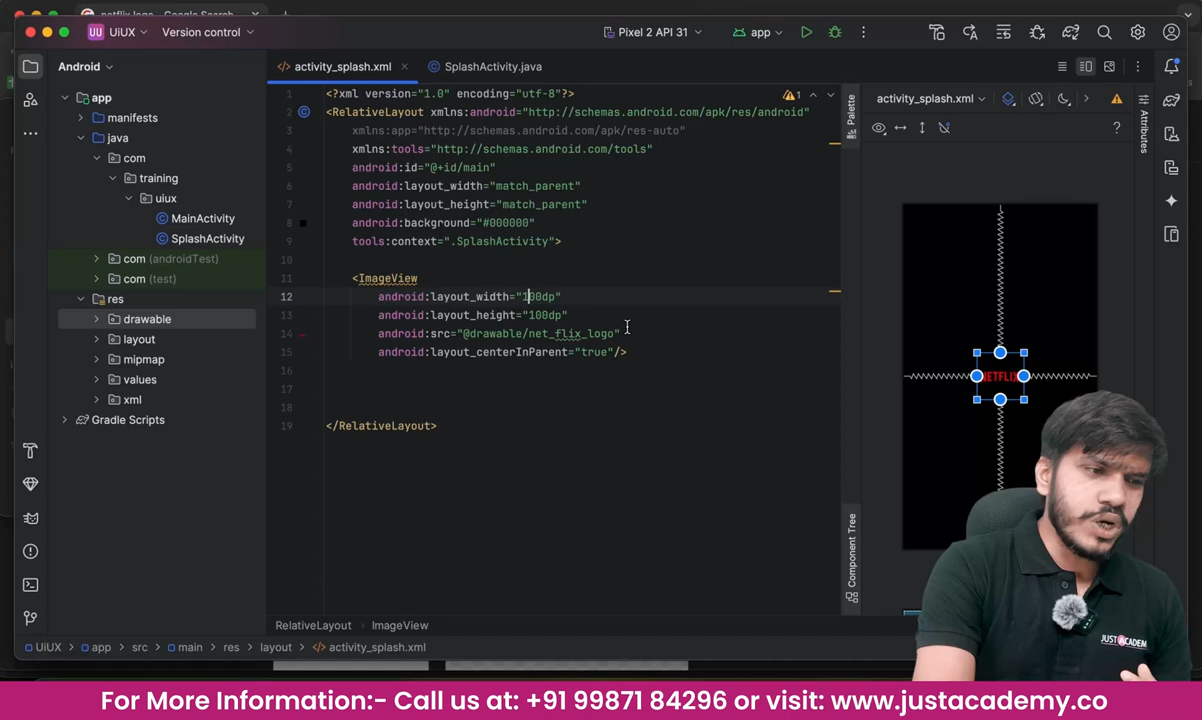 netflix logo - Google Search
UU UiUX Version control Pixel 2 API 31 app
Android
activity_splash.xml
SplashActivity.java
app
manifests
java
com
training
uiux
MainActivity
SplashActivity
com (androidTest)
com (test)
res
drawable
layout
mipmap
values
xml
Gradle Scripts
1 <?xml version="1.0" encoding="utf-8"?>
2 <RelativeLayout xmlns:android="http://schemas.android.com/apk/res/android"
3 xmlns:app="http://schemas.android.com/apk/res-auto"
4 xmlns:tools="http://schemas.android.com/tools"
5 android:id="@+id/main"
6 android:layout_width="match_parent"
7 android:layout_height="match_parent"
8 android:background="#000000"
9 tools:context=".SplashActivity">
10
11 <ImageView
12 android:layout_width="100dp"
13 android:layout_height="100dp"
14 android:src="@drawable/net_flix_logo"
15 android:layout_centerInParent="true"/>
16
17
18
19 </RelativeLayout>
1
Palette
Component Tree
activity_splash.xml
?
Attributes
NETFLIX
JUSTACADEMY
RelativeLayout ImageView
UiUX > app > src > main > res > layout > activity_splash.xml
For More Information:- Call us at: +91 99871 84296 or visit: www.justacademy.co